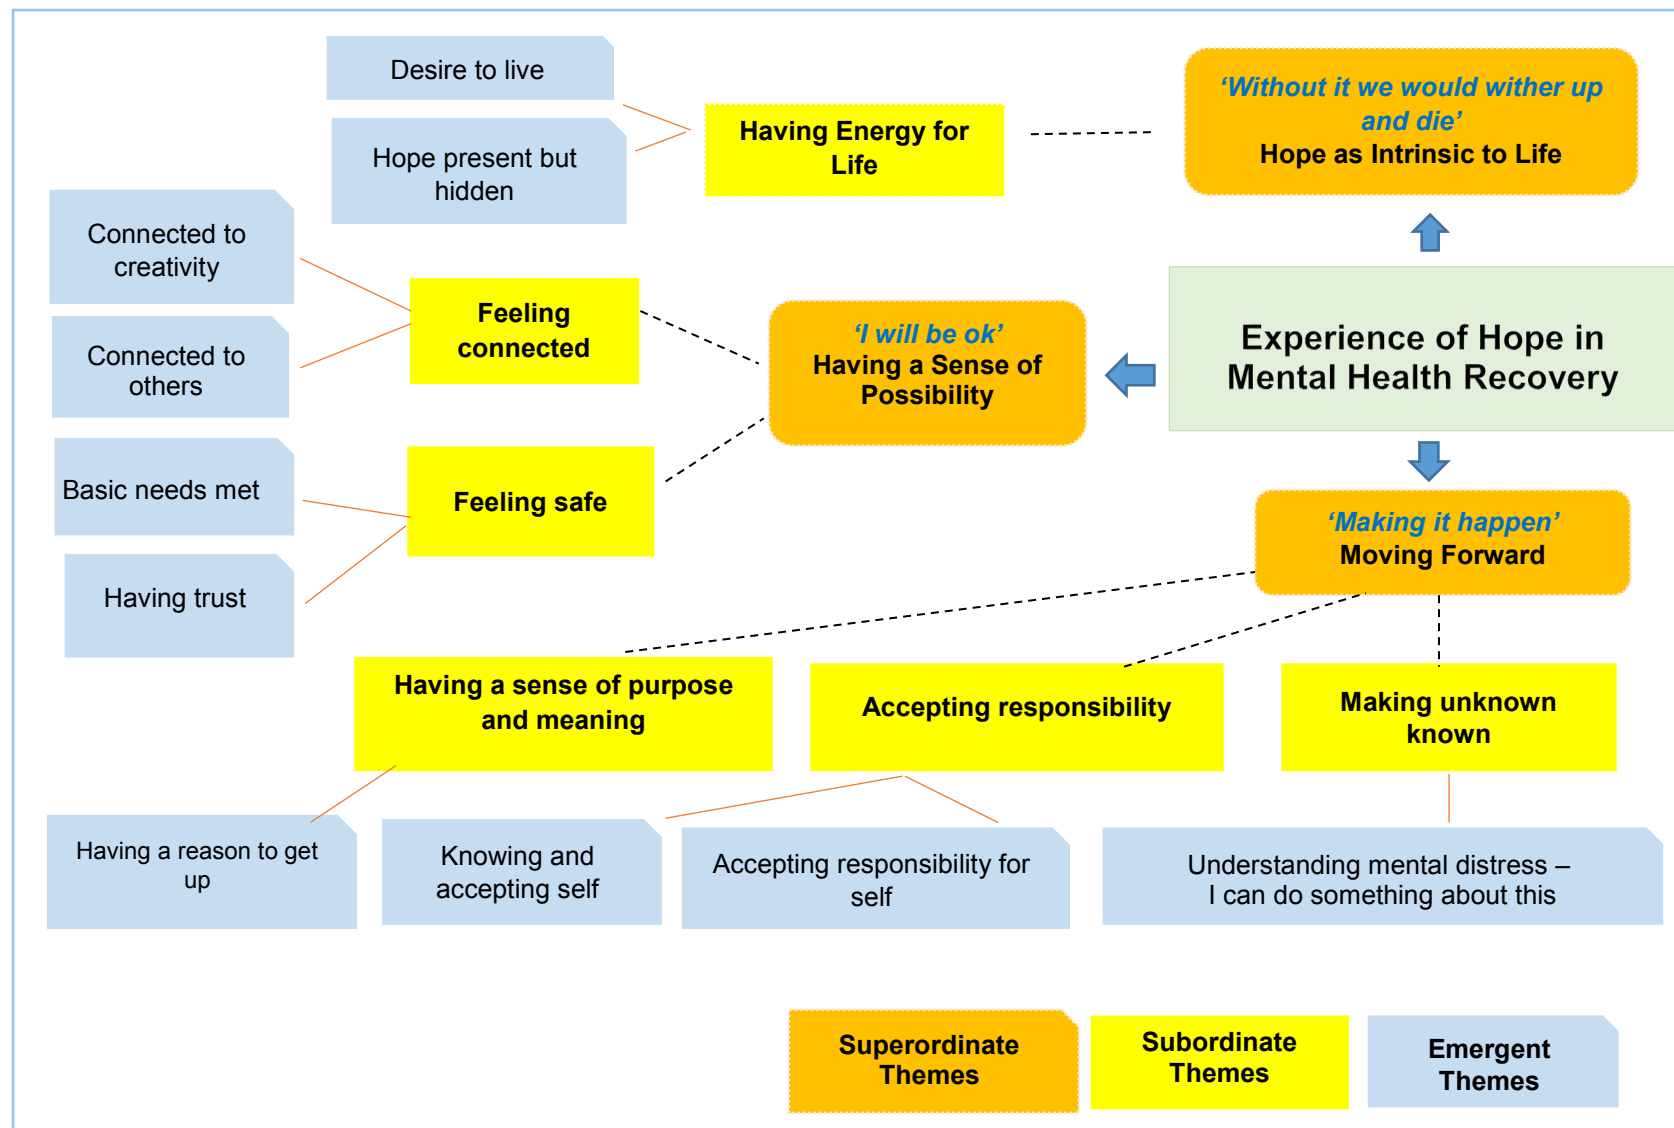 Desire to live
Hope present but
hidden
Having Energy for
Life
‘Without it we would wither up
and die’
Hope as Intrinsic to Life
Connected to
creativity
Connected to
others
Feeling
connected
‘I will be ok’
Having a Sense of
Possibility
Experience of Hope in
Mental Health Recovery
Basic needs met
Having trust
Feeling safe
‘Making it happen’
Moving Forward
Having a sense of purpose
and meaning
Accepting responsibility
Making unknown
known
Having a reason to get
up
Knowing and
accepting self
Accepting responsibility for
self
Understanding mental distress –
I can do something about this
Superordinate
Themes
Subordinate
Themes
Emergent
Themes